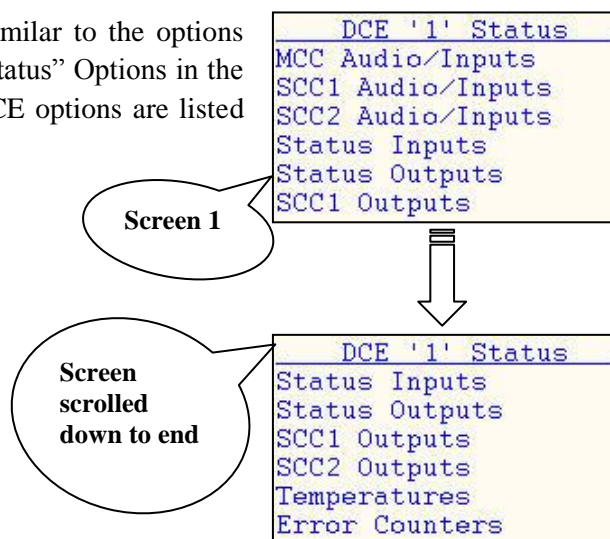 milar to the options
tatus” Options in the
CE options are listed
DCE '1' Status
MCC Audio/Inputs
SCC1 Audio/Inputs
SCC2 Audio/Inputs
Status Inputs
Status Outputs
SCC1 Outputs
Screen 1
DCE '1' Status
Status Inputs
Status Outputs
SCC1 Outputs
SCC2 Outputs
Temperatures
Error Counters
Screen
scrolled
down to end